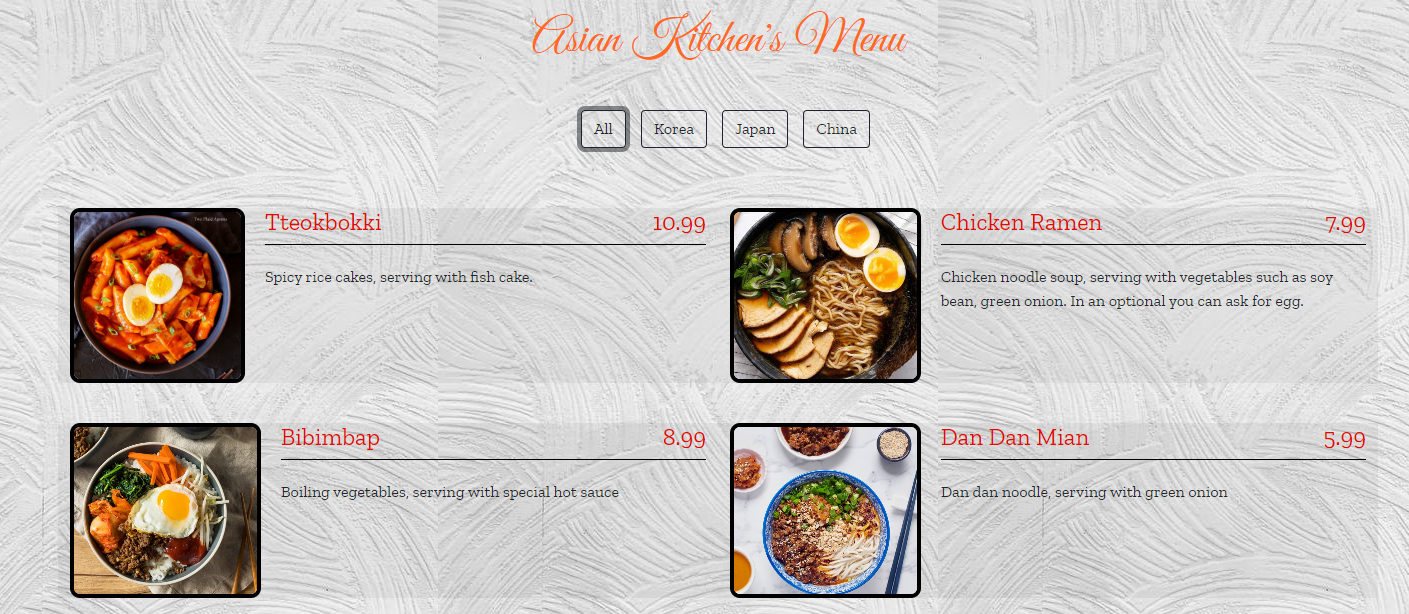 Asian Kitchen's Menu
All
Korea
Japan
China
Tteokbokki 10.99
Spicy rice cakes, serving with fish cake.
Chicken Ramen 7.99
Chicken noodle soup, serving with vegetables such as soy
bean, green onion. In an optional you can ask for egg.
Bibimbap 8.99
Boiling vegetables, serving with special hot sauce
Dan Dan Mian 5.99
Dan dan noodle, serving with green onion